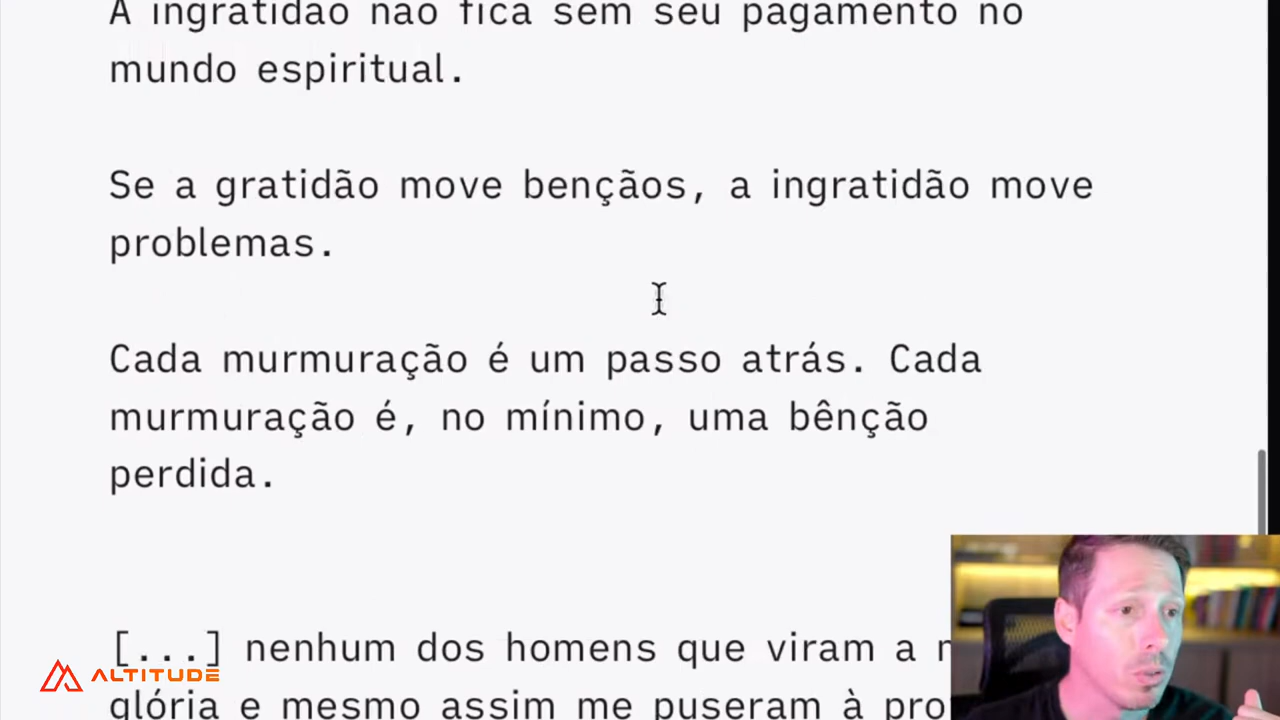 A ingratidão não fica sem seu pagamento no
mundo espiritual.
Se a gratidão move bençãos, a ingratidão move
problemas.
Cada murmuração é um passo atrás. Cada
murmuração é, no mínimo, uma bênção
perdida.
[...] nenhum dos homens que viram a
glória e mesmo assim me puseram à
ALTITUDE